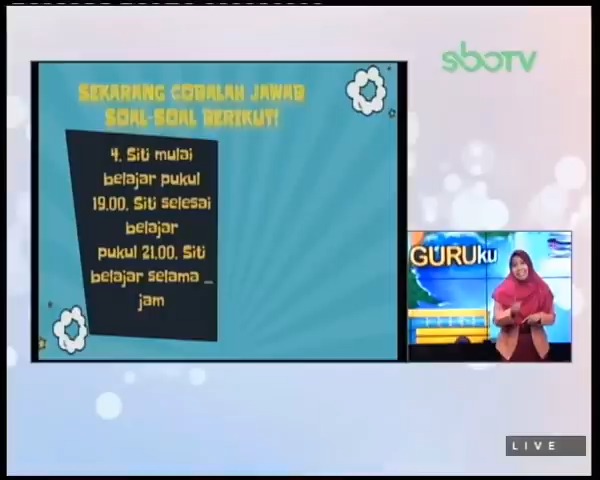 sbOTV
SEKARANG COBALAH JAWAB
SOAL-SOAL BERIKUT!
4. Siti mulai
belajar pukul
19.00. Siti selesai
belajar
pukul 21.00. Siti
belajar selama _
jam
GURUku
LIVE